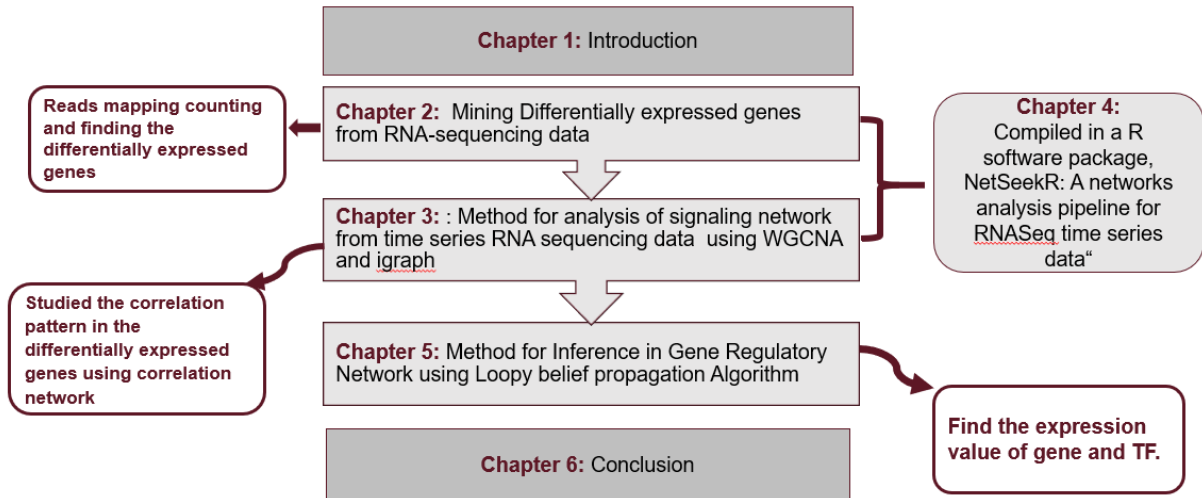 Chapter 1: Introduction
Reads mapping counting
and finding the
differentially expressed
genes
Chapter 2:  Mining Differentially expressed genes
from RNA-sequencing data
Chapter 4:
Compiled in a R
software package,
NetSeekR: A networks
analysis pipeline for
RNASeq time series
data“
Chapter 3: : Method for analysis of signaling network
from time series RNA sequencing data  using WGCNA
and igraph
Studied the correlation
pattern in the
differentially expressed
genes using correlation
network
Chapter 5: Method for Inference in Gene Regulatory
Network using Loopy belief propagation Algorithm
Find the expression
value of gene and TF.
Chapter 6: Conclusion